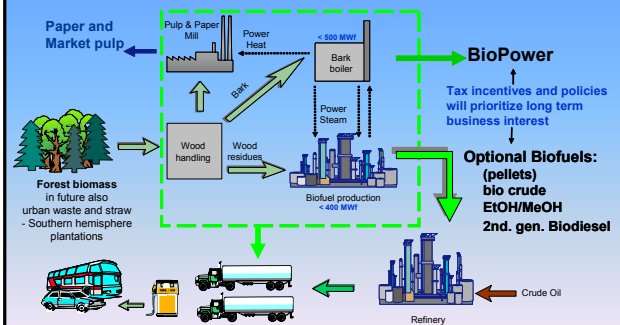 Paper and
Market pulp
Pulp & Paper
Mill
Power
Heat
< 500 MWf
Bark
boiler
BioPower
Tax incentives and policies
will prioritize long term
business interest
Bark
Power
Steam
Wood
handling
Wood
residues
Biofuel production
< 400 MWf
Optional Biofuels:
(pellets)
bio crude
EtOH/MeOH
2nd. gen. Biodiesel
Forest biomass
in future also
urban waste and straw
- Southern hemisphere
plantations
Crude Oil
Refinery